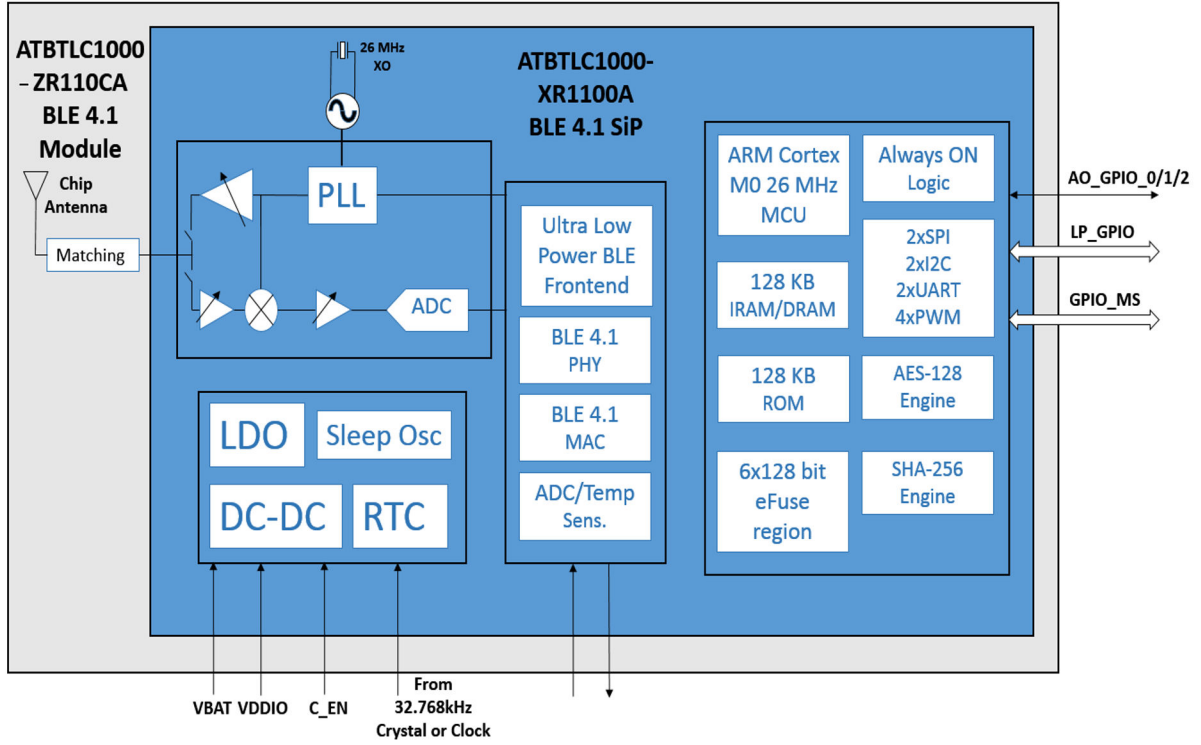 ATBTLC1000
– ZR110CA
BLE 4.1
Module
Chip
Antenna
Matching
26 MHz
XO
ATBTLC1000-
XR1100A
BLE 4.1 SiP
PLL
ADC
LDO
Sleep Osc
DC-DC
RTC
Ultra Low
Power BLE
Frontend
BLE 4.1
PHY
BLE 4.1
MAC
ADC/Temp
Sens.
ARM Cortex
M0 26 MHz
MCU
128 KB
IRAM/DRAM
128 KB
ROM
6x128 bit
eFuse
region
Always ON
Logic
2xSPI
2xI2C
2xUART
4xPWM
AES-128
Engine
SHA-256
Engine
AO_GPIO_0/1/2
LP_GPIO
GPIO_MS
VBAT
VDDIO
C_EN
From
32.768kHz
Crystal or Clock